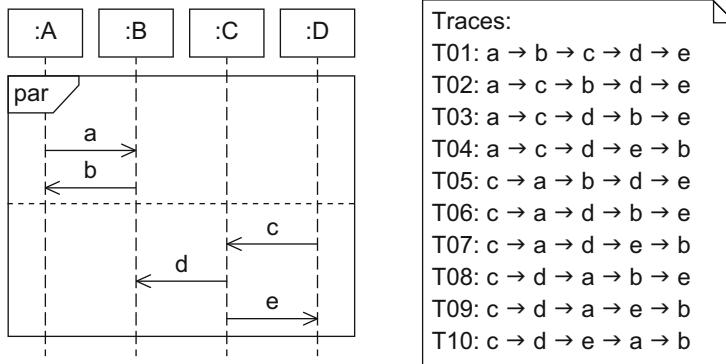 :A :B :C :D
par
a
b
c
d
e
Traces:
T01: a → b → c → d → e
T02: a → c → b → d → e
T03: a → c → d → b → e
T04: a → c → d → e → b
T05: c → a → b → d → e
T06: c → a → d → b → e
T07: c → a → d → e → b
T08: c → d → a → b → e
T09: c → d → a → e → b
T10: c → d → e → a → b